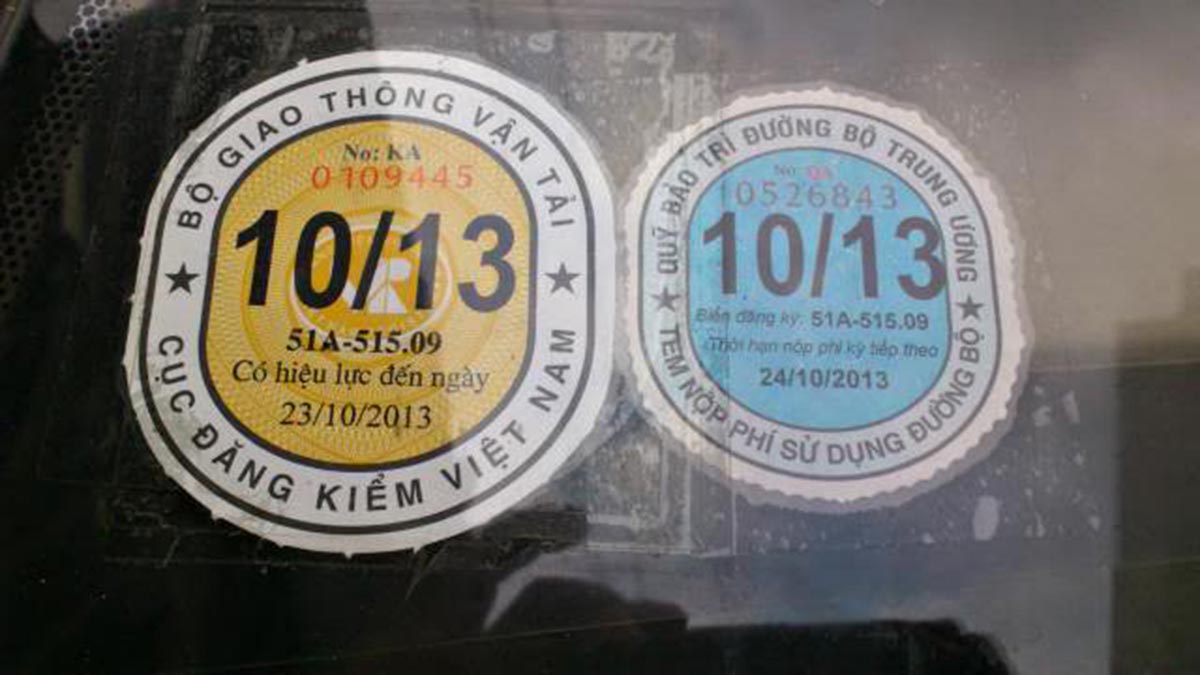 BỘ GIAO THÔNG VẬN TẢI
No: KA
0109445
10/13
51A-515.09
Có hiệu lực đến ngày
23/10/2013
CỤC ĐĂNG KIỂM VIỆT NAM
QUỸ BẢO TRÌ ĐƯỜNG BỘ TRUNG ƯƠNG
No: QA
0526843
10/13
Biển đăng ký: 51A-515.09
Thời hạn nộp phí kỳ tiếp theo
24/10/2013
TEM NỘP PHÍ SỬ DỤNG ĐƯỜNG BỘ